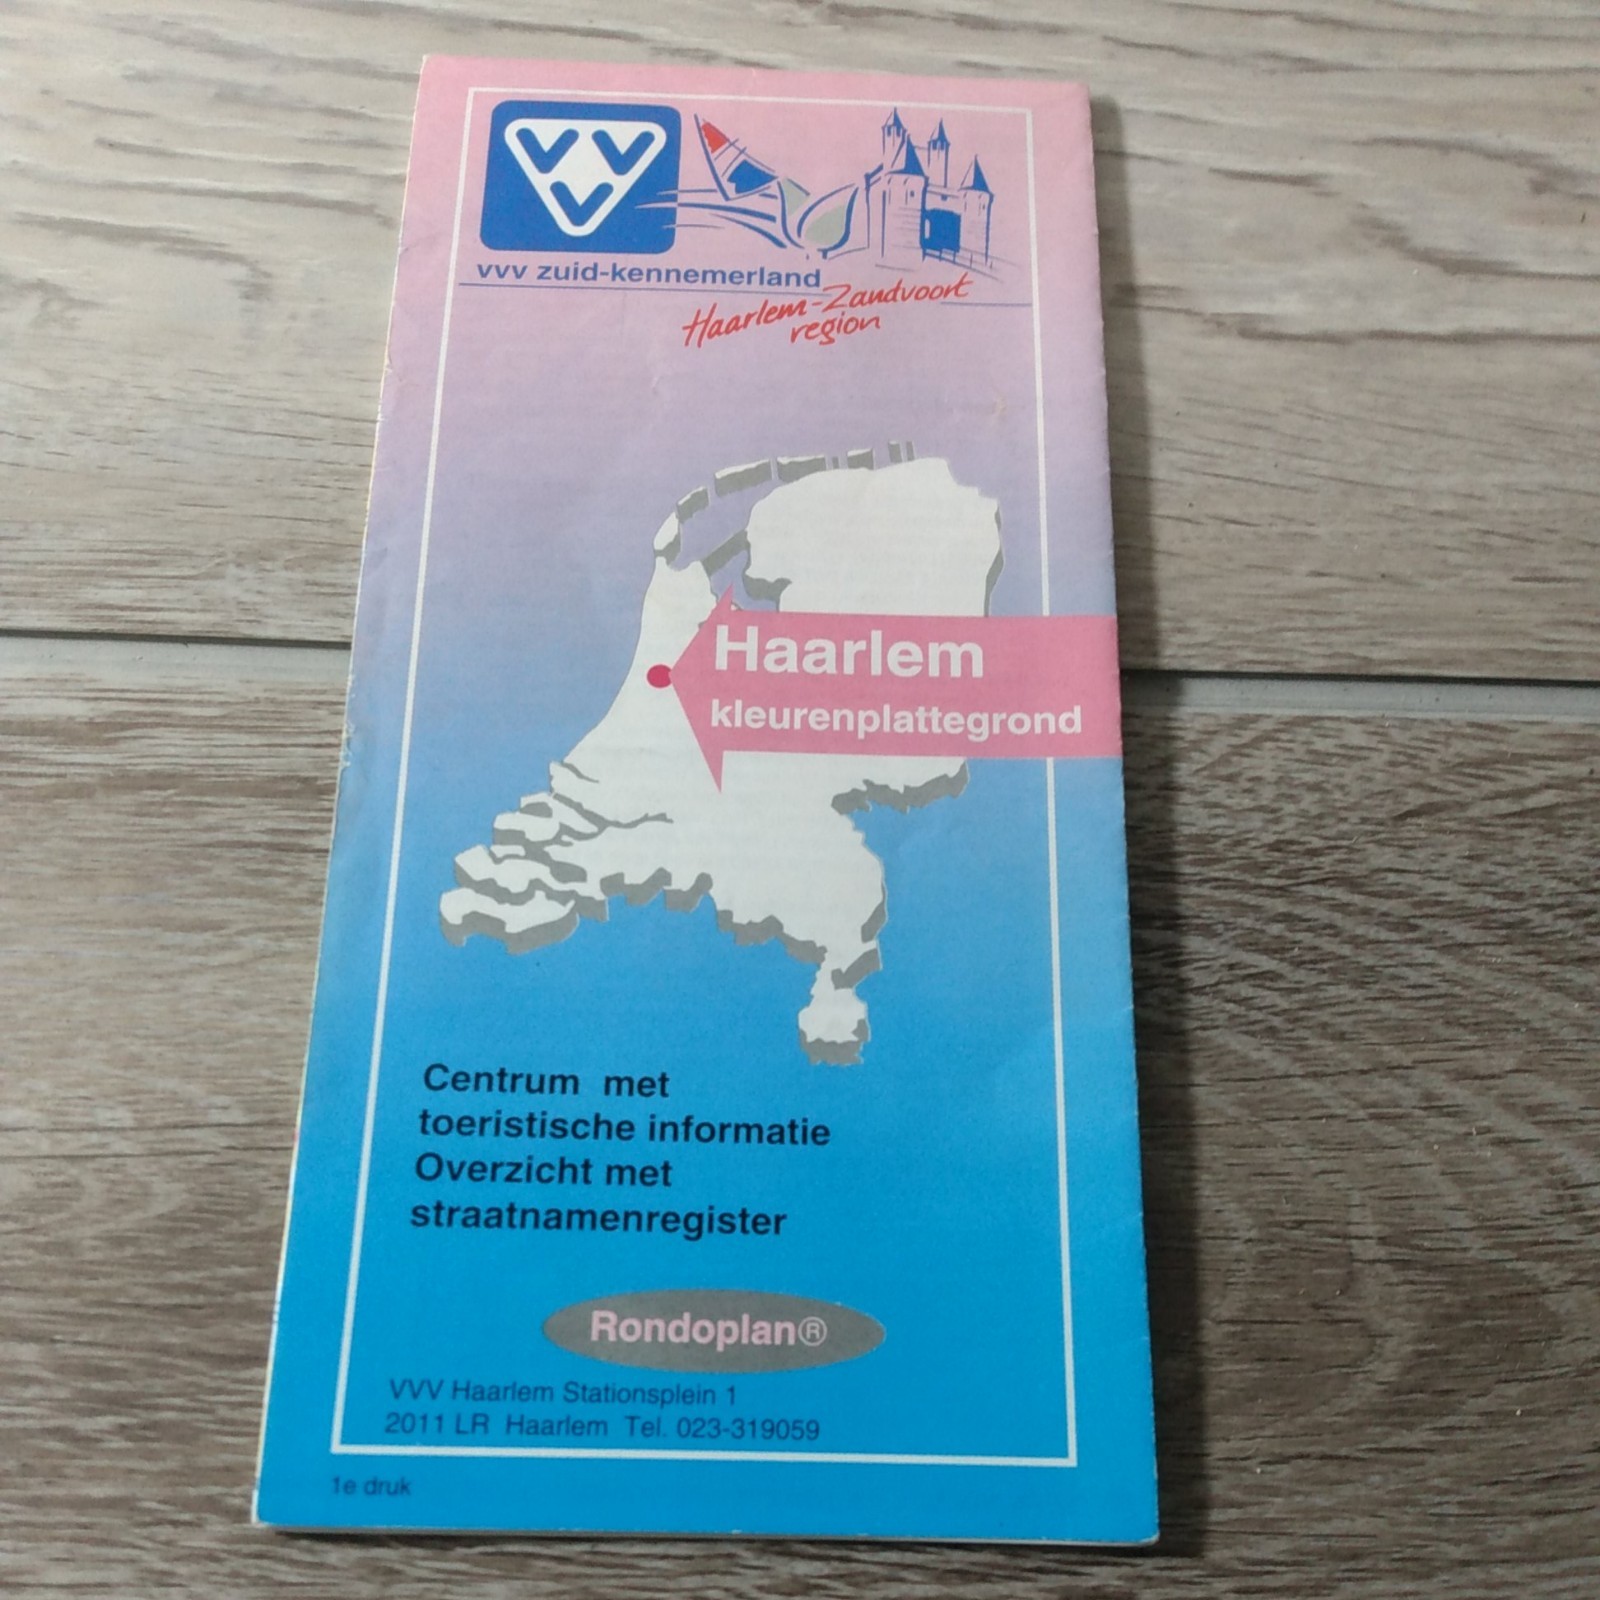 VVV
vvv zuid-kennemerland
Haarlem-Zandvoort
region
Haarlem
kleurenplattegrond
Centrum met
toeristische informatie
Overzicht met
straatnamenregister
Rondoplan®
VVV Haarlem Stationsplein 1
2011 LR Haarlem Tel. 023-319059
1e druk